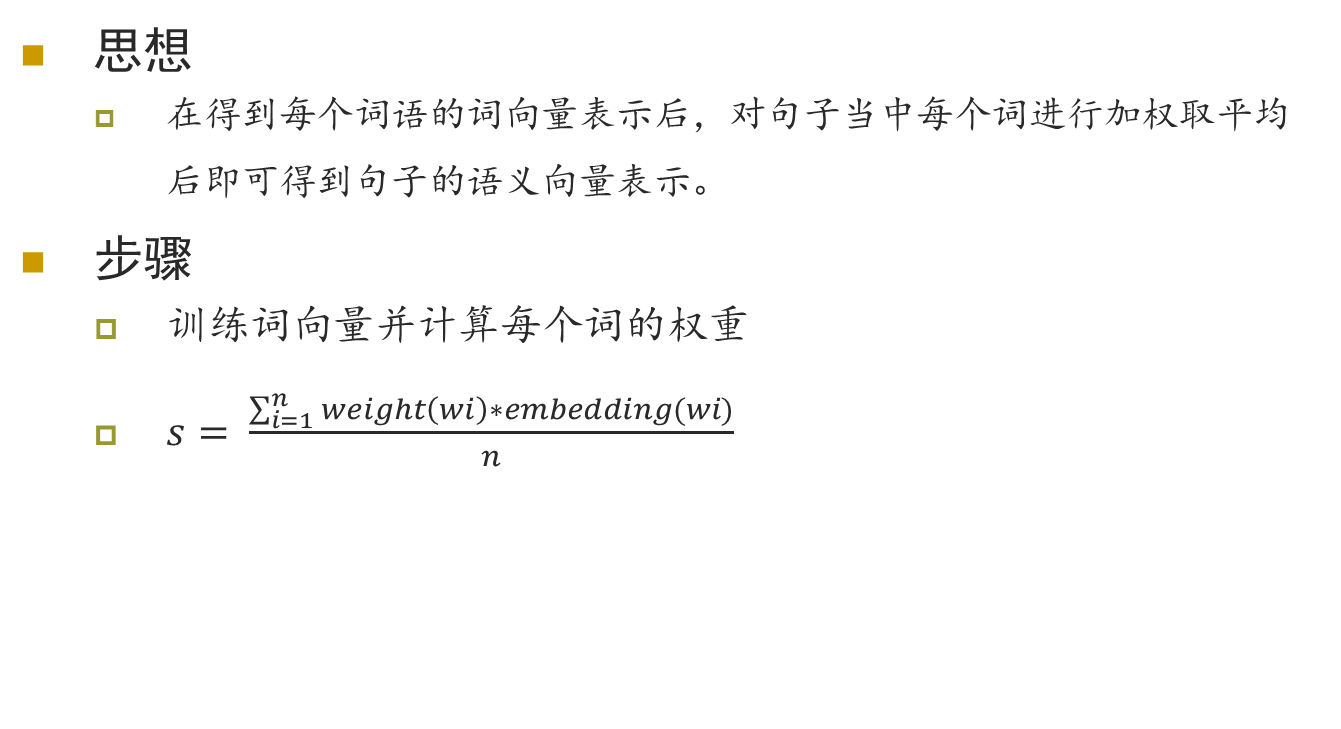 思想
在得到每个词语的词向量表示后，对句子当中每个词进行加权取平均
后即可得到句子的语义向量表示。
步骤
训练词向量并计算每个词的权重
$s = \frac{\sum_{i=1}^{n} weight(wi)*embedding(wi)}{n}$